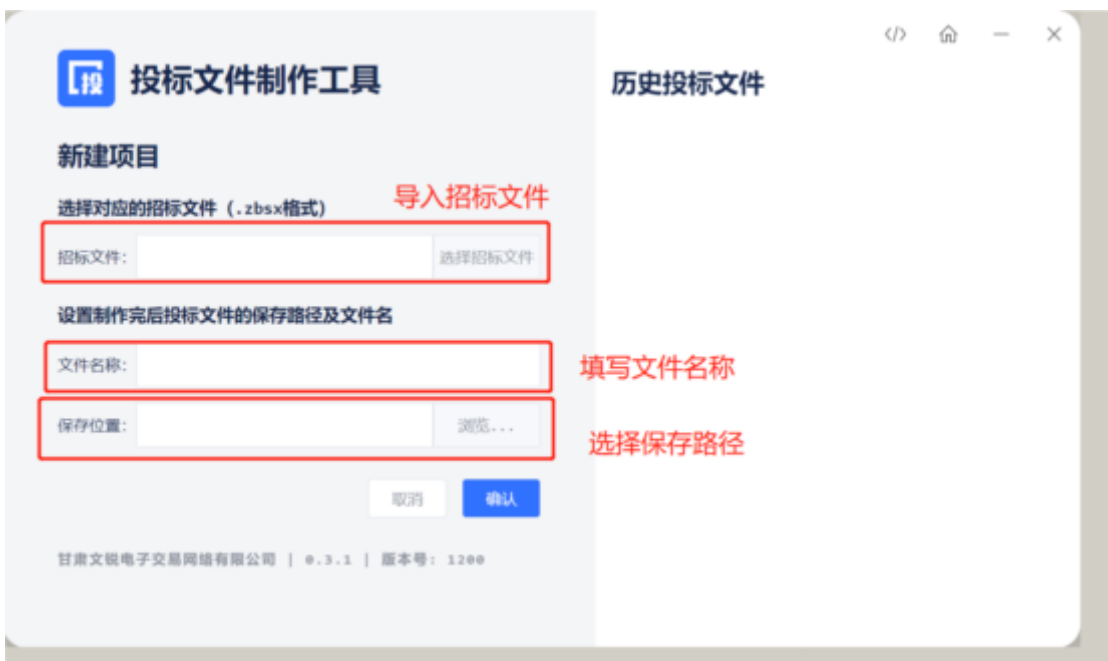 投
投标文件制作工具
历史投标文件
新建项目
选择对应的招标文件（.zbsx格式）
导入招标文件
招标文件：
选择招标文件
设置制作完后投标文件的保存路径及文件名
文件名称：
填写文件名称
保存位置：
浏览...
选择保存路径
取消
确认
甘肃文锐电子交易网络有限公司 | 0.3.1 | 版本号: 1200